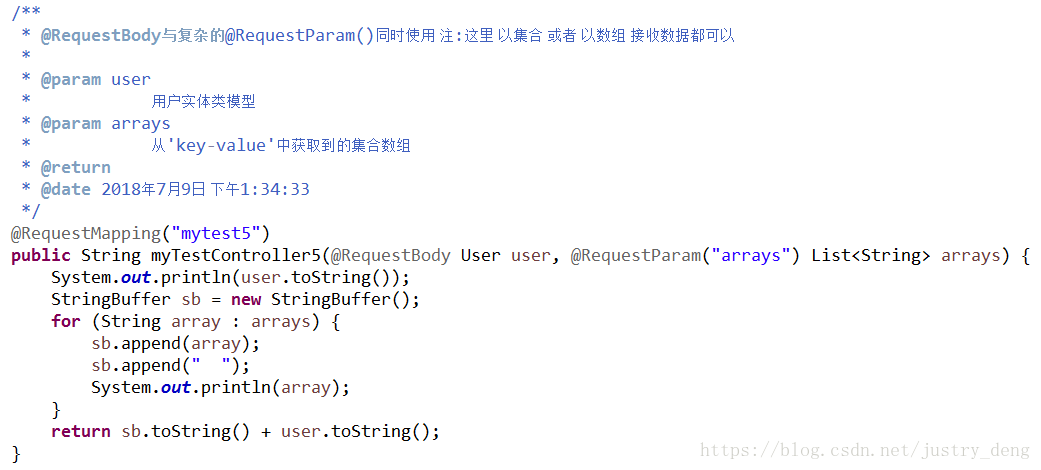 /**
 * @RequestBody与复杂的@RequestParam()同时使用 注:这里 以集合 或者 以数组 接收数据都可以
 *
 * @param user
 *            用户实体类模型
 * @param arrays
 *            从'key-value'中获取到的集合数组
 * @return
 * @date 2018年7月9日 下午1:34:33
 */
@RequestMapping("mytest5")
public String myTestController5(@RequestBody User user, @RequestParam("arrays") List<String> arrays) {
    System.out.println(user.toString());
    StringBuffer sb = new StringBuffer();
    for (String array : arrays) {
        sb.append(array);
        sb.append("  ");
        System.out.println(array);
    }
    return sb.toString() + user.toString();
}
https://blog.csdn.net/justry_deng